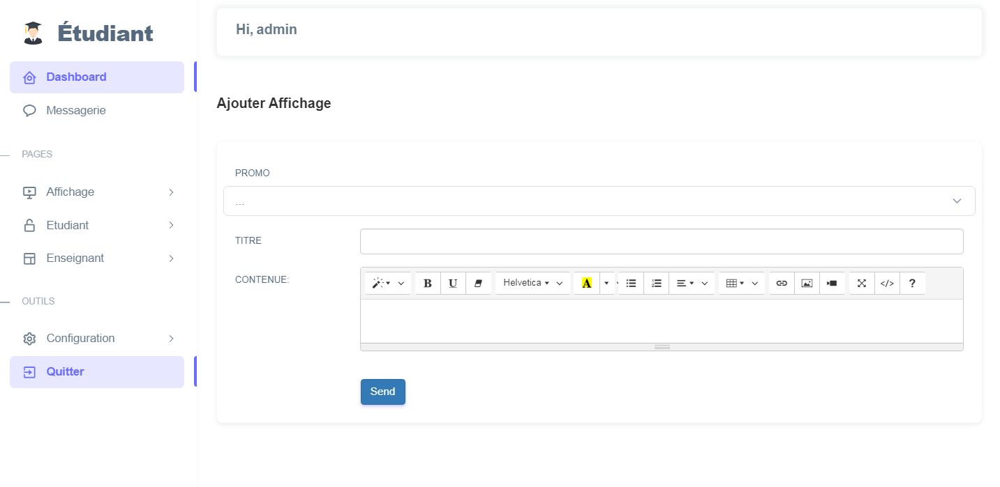 Étudiant
Hi, admin
Dashboard
Messagerie
Ajouter Affichage
PAGES
Affichage
Etudiant
Enseignant
OUTILS
Configuration
Quitter
PROMO
...
TITRE
CONTENUE:
B U Helvetica A </> ?
Send